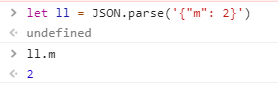 > let ll = JSON.parse('{"m": 2}')
< undefined
> ll.m
< 2